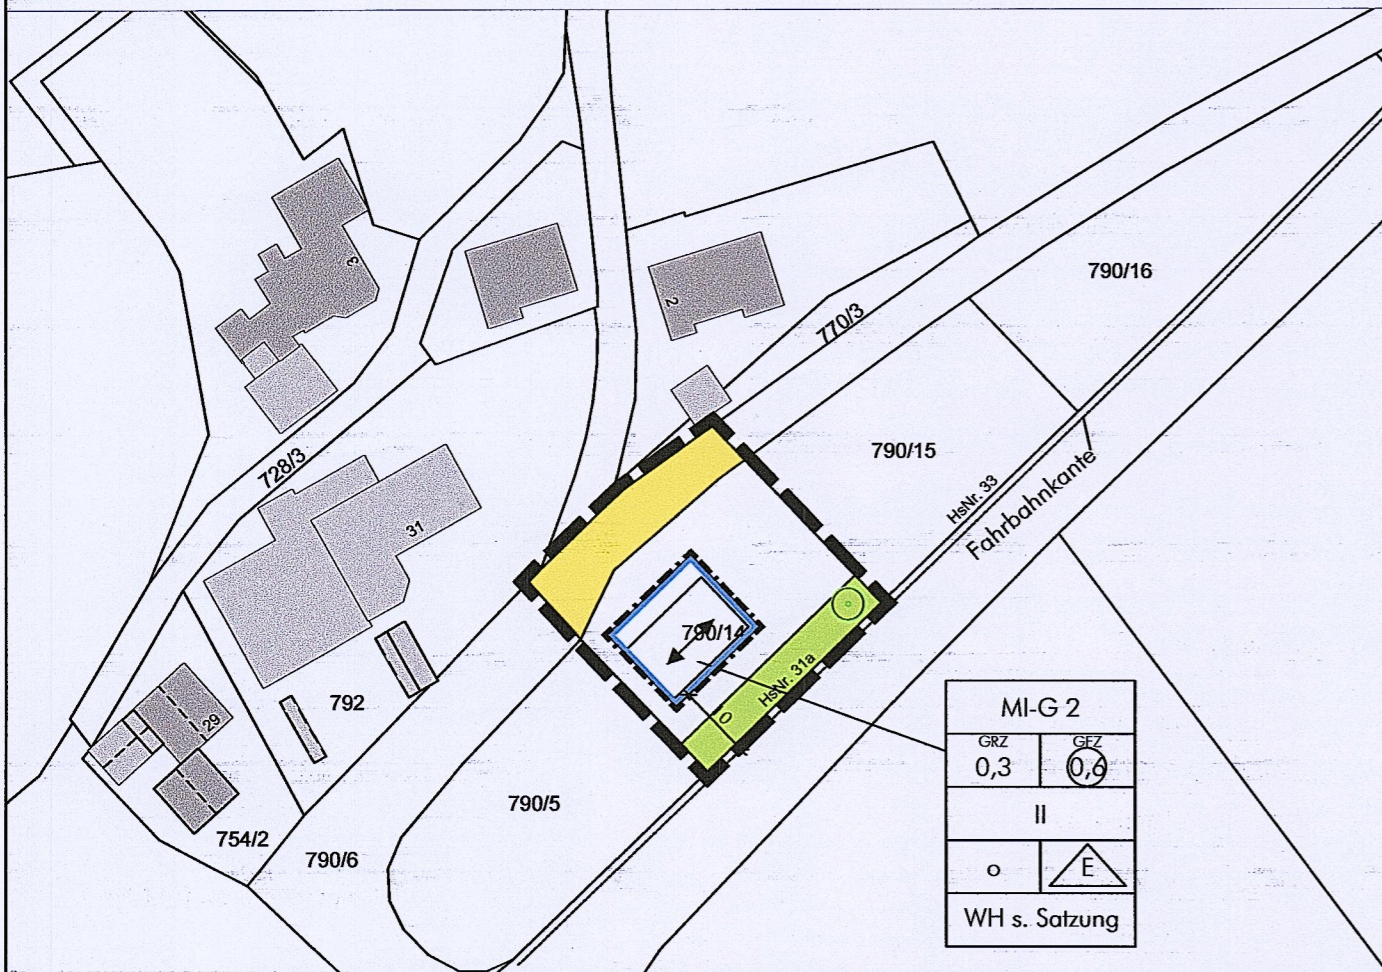 790/16
3
2
770/3
790/15
728/3
HsNr. 33
Fahrbahnkante
31
790/14
HsNr. 31a
792
29
MI-G 2
GRZ
0,3
GFZ
0,6
II
o
E
WH s. Satzung
790/5
754/2
790/6